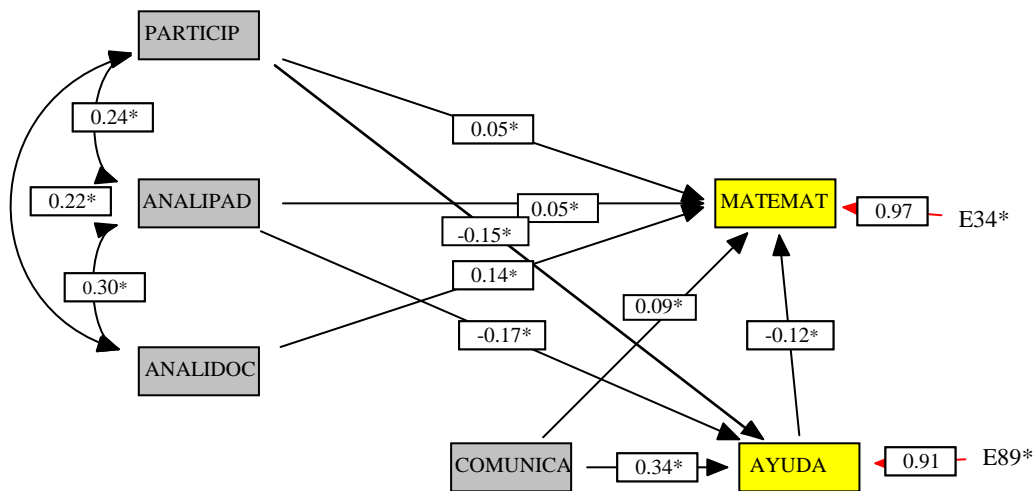 PARTICIP
0.24*
0.05*
0.22*
ANALIPAD
0.05*
MATEMAT
0.97
E34*
-0.15*
0.30*
0.14*
0.09*
-0.17*
-0.12*
ANALIDOC
COMUNICA
0.34*
AYUDA
0.91
E89*